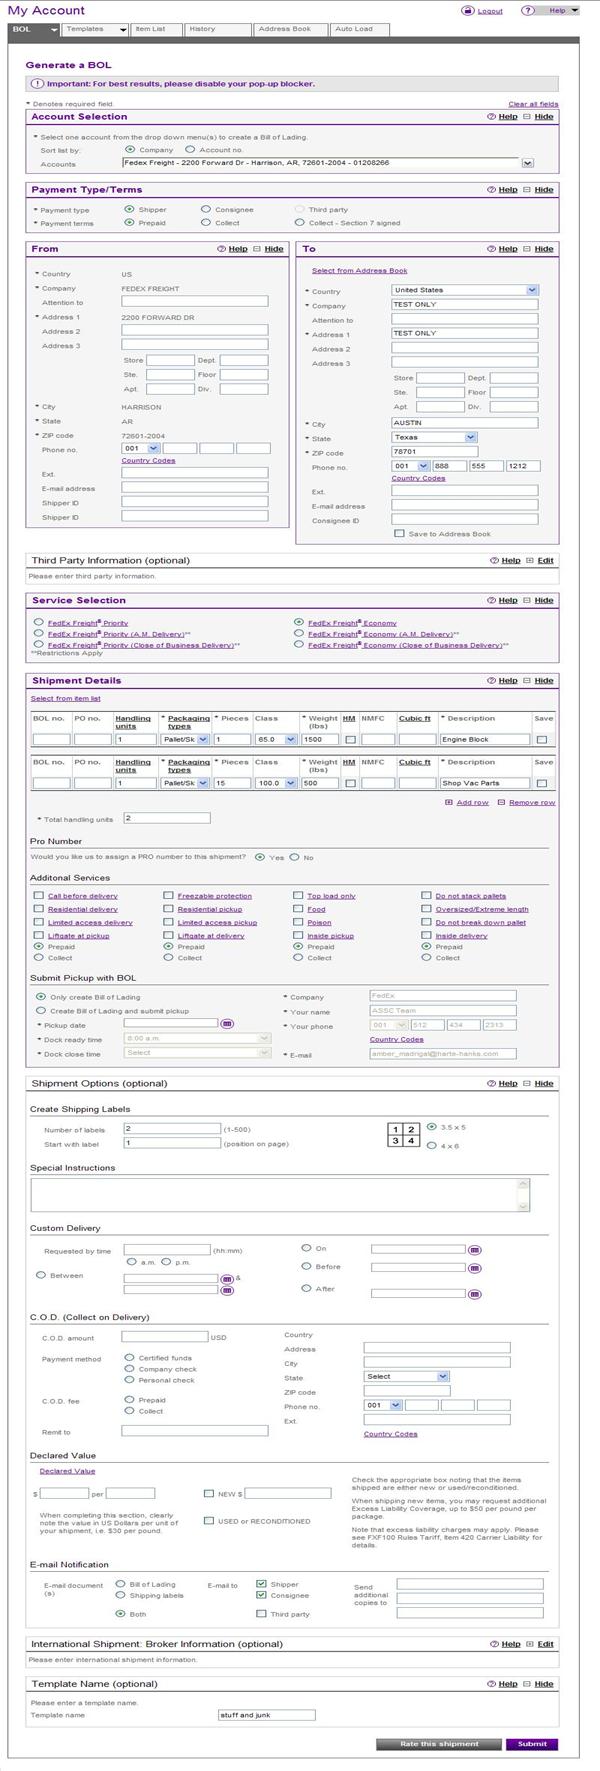 My Account
Logout Help
BOL Templates Item List History Address Book Auto Load
Generate a BOL
Important: For best results, please disable your pop-up blocker.
* Denotes required field. Clear all fields
Account Selection Help Hide
* Select one account from the drop down menu(s) to create a Bill of Lading.
Sort list by: Company Account no.
Accounts Fedex Freight - 2200 Forward Dr - Harrison, AR, 72601-2004 - 01208266
Payment Type/Terms Help Hide
* Payment type Shipper Consignee Third party
* Payment terms Prepaid Collect Collect - Section 7 signed
From Help Hide
* Country US
* Company FEDEX FREIGHT
Attention to
* Address 1 2200 FORWARD DR
Address 2
Address 3
Store Dept.
Ste. Floor
Apt. Div.
* City HARRISON
* State AR
* ZIP code 72601-2004
Phone no. 001
Country Codes
Ext.
E-mail address
Shipper ID
Shipper ID
To Help Hide
Select from Address Book
* Country United States
* Company TEST ONLY
Attention to
* Address 1 TEST ONLY
Address 2
Address 3
Store Dept.
Ste. Floor
Apt. Div.
* City AUSTIN
* State Texas
* ZIP code 78701
Phone no. 001 888 555 1212
Country Codes
Ext.
E-mail address
Consignee ID
Save to Address Book
Third Party Information (optional) Help Edit
Please enter third party information.
Service Selection Help Hide
FedEx Freight® Priority FedEx Freight® Economy
FedEx Freight® Priority (A.M. Delivery)** FedEx Freight® Economy (A.M. Delivery)**
FedEx Freight® Priority (Close of Business Delivery)** FedEx Freight® Economy (Close of Business Delivery)**
**Restrictions Apply
Shipment Details Help Hide
Select from item list
BOL no. PO no. Handling units * Packaging types * Pieces Class * Weight (lbs) HM NMFC Cubic ft * Description Save
1 Pallet/Sk 1 65.0 1500 Engine Block
BOL no. PO no. Handling units * Packaging types * Pieces Class * Weight (lbs) HM NMFC Cubic ft * Description Save
1 Pallet/Sk 15 100.0 500 Shop Vac Parts
Add row Remove row
* Total handling units 2
Pro Number
Would you like us to assign a PRO number to this shipment? Yes No
Additonal Services
Call before delivery Freezable protection Top load only Do not stack pallets
Residential delivery Residential pickup Food Oversized/Extreme length
Limited access delivery Limited access pickup Poison Do not break down pallet
Liftgate at pickup Liftgate at delivery Inside pickup Inside delivery
Prepaid Prepaid Prepaid Prepaid
Collect Collect Collect Collect
Submit Pickup with BOL
Only create Bill of Lading * Company FedEx
Create Bill of Lading and submit pickup * Your name ASSC Team
* Pickup date * Your phone 001 512 434 2313
* Dock ready time 8:00 a.m. Country Codes
* Dock close time Select * E-mail amber_madrigal@harte-hanks.com
Shipment Options (optional) Help Hide
Create Shipping Labels
Number of labels 2 (1-500) 1 2 3.5 x 5
Start with label 1 (position on page) 3 4 4 x 6
Special Instructions
Custom Delivery
Requested by time (hh:mm) On
a.m. p.m. Before
Between &
After
C.O.D. (Collect on Delivery)
C.O.D. amount USD
Payment method Certified funds
Company check
Personal check
C.O.D. fee Prepaid
Collect
Remit to
Country
Address
City
State Select
ZIP code
Phone no. 001
Ext.
Country Codes
Declared Value
Declared Value
$ per NEW $
When completing this section, clearly
note the value in US Dollars per unit of
your shipment, i.e. $30 per pound.
USED or RECONDITIONED
Check the appropriate box noting that the items
shipped are either new or used/reconditioned.
When shipping new items, you may request additional
Excess Liability Coverage, up to $50 per pound per
package.
Note that excess liability charges may apply. Please
see FXF100 Rules Tariff, Item 420 Carrier Liability for
details.
E-mail Notification
E-mail document (s) Bill of Lading E-mail to Shipper Send additional copies to
Shipping labels Consignee
Both Third party
International Shipment: Broker Information (optional) Help Edit
Please enter international shipment information.
Template Name (optional) Help Hide
Please enter a template name.
Template name stuff and junk
Rate this shipment Submit